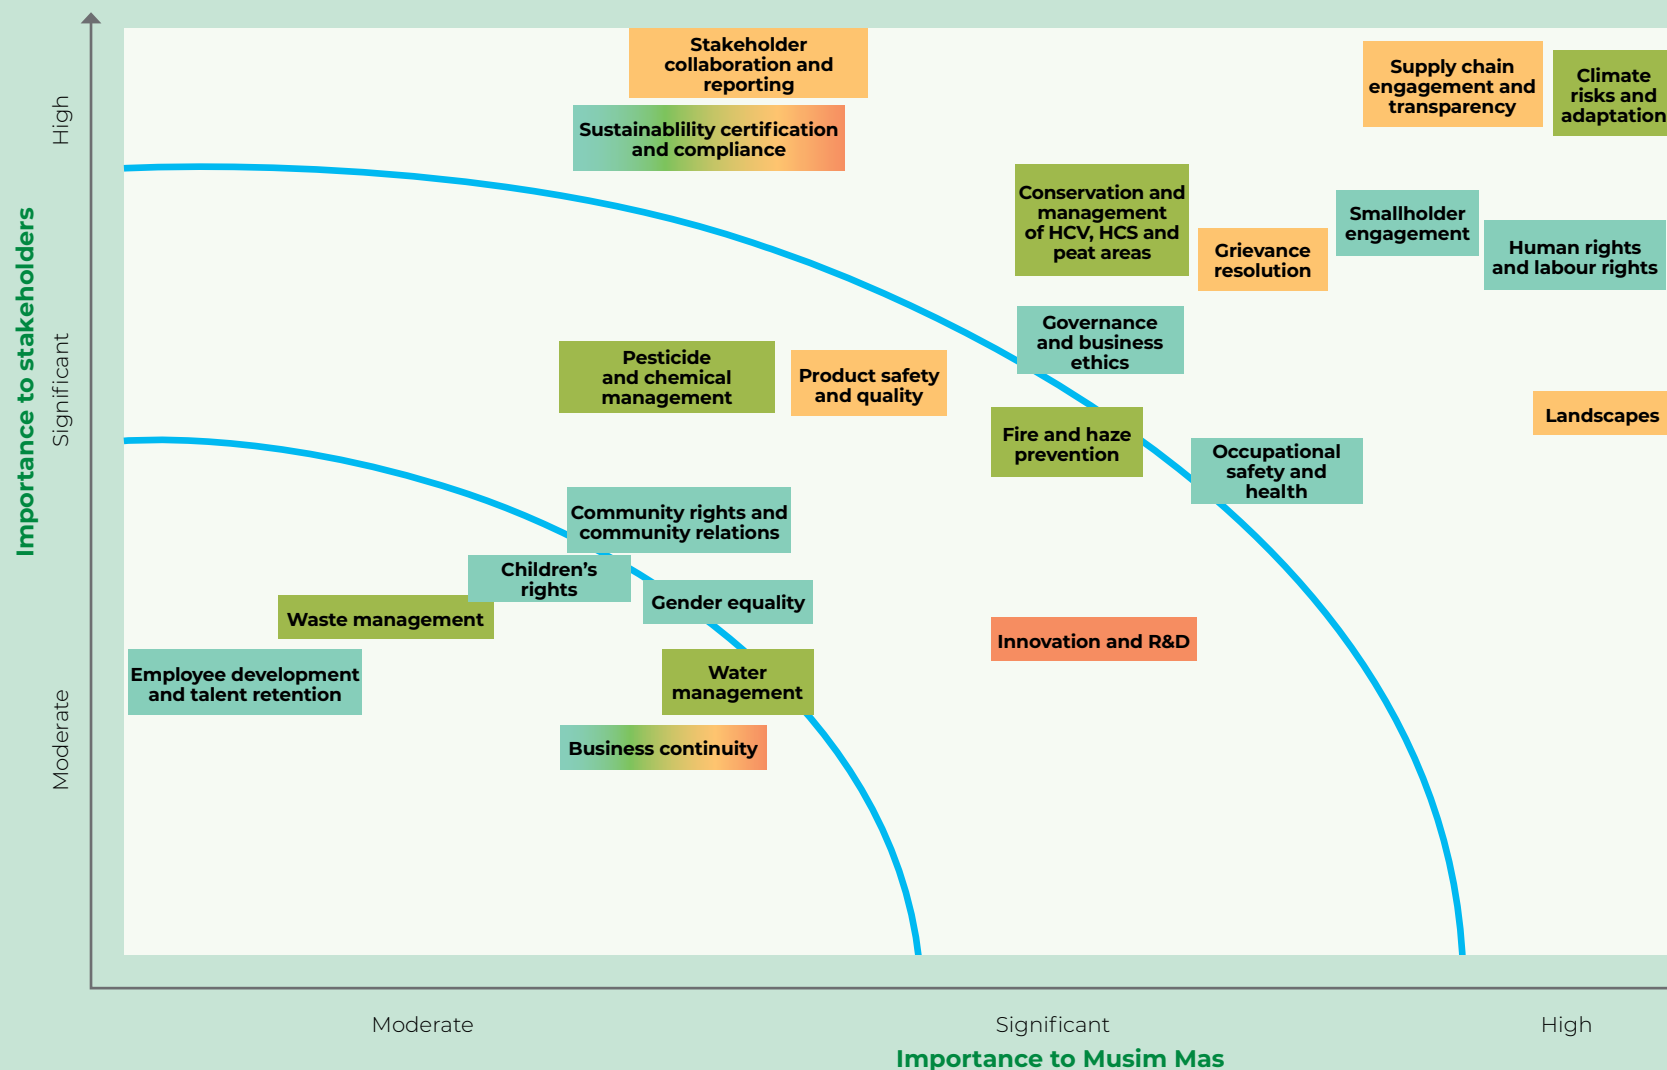 Stakeholder
collaboration and
reporting
Sustainablility certification
and compliance
Supply chain
engagement and
transparency
Climate
risks and
adaptation
High
Conservation and
management
of HCV, HCS and
peat areas
Grievance
resolution
Smallholder
engagement
Human rights
and labour rights
Importance to stakeholders
Significant
Governance
and business
ethics
Pesticide
and chemical
management
Product safety
and quality
Landscapes
Fire and haze
prevention
Occupational
safety and
health
Community rights and
community relations
Children’s
rights
Gender equality
Waste management
Innovation and R&D
Employee development
and talent retention
Water
management
Moderate
Business continuity
Moderate
Significant
High
Importance to Musim Mas